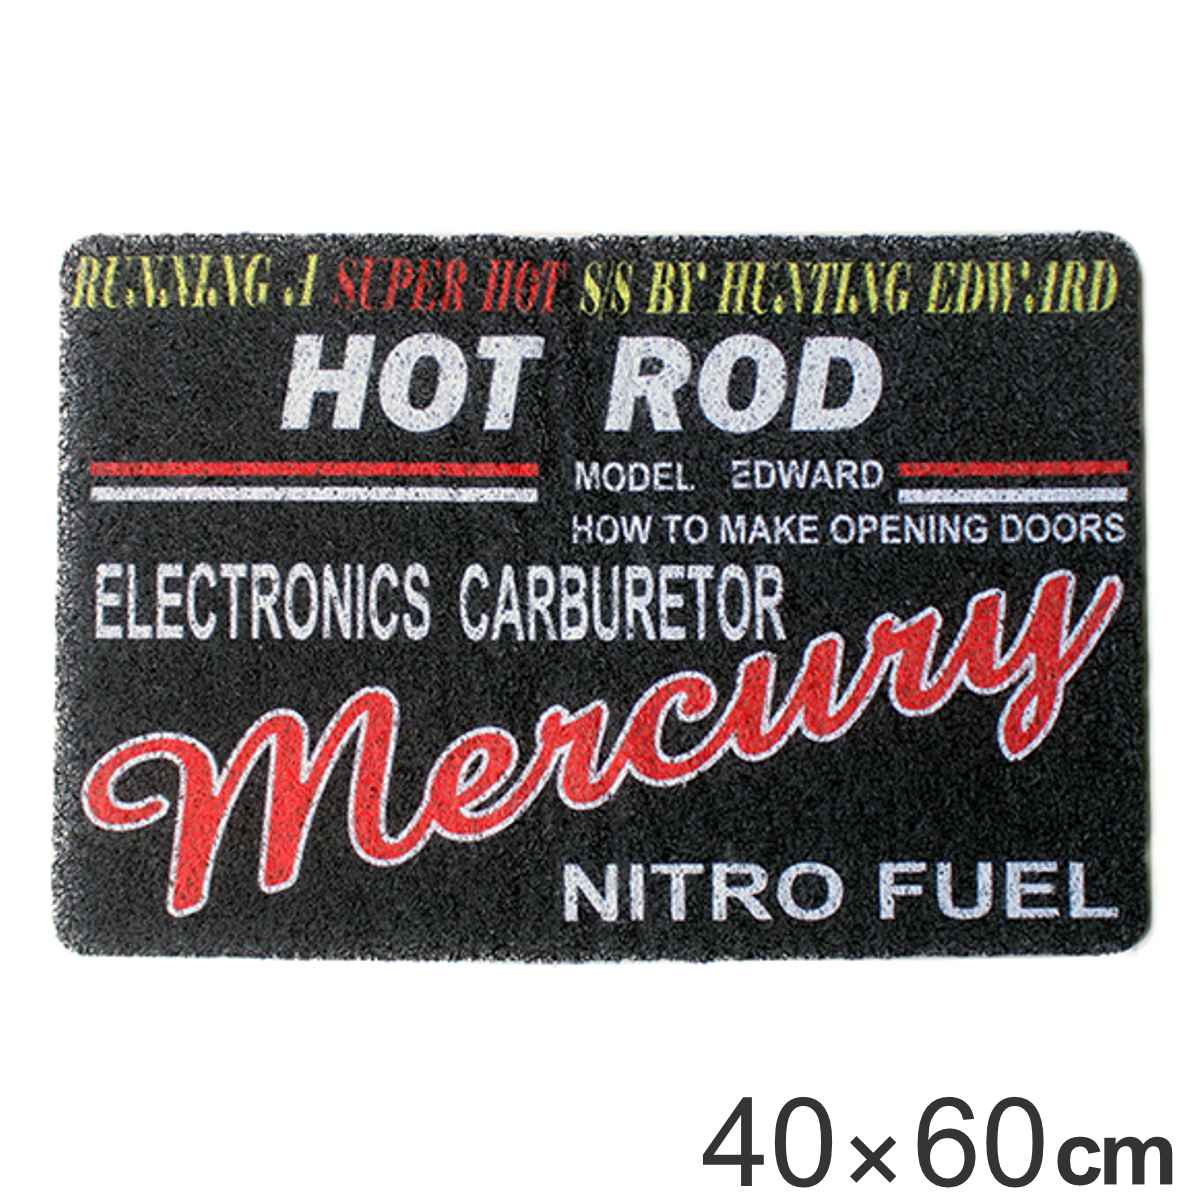 RUNNING A SUPER HOT S/S BY HUNTING EDWARD
HOT ROD
MODEL EDWARD
HOW TO MAKE OPENING DOORS
ELECTRONICS CARBURETOR
Mercury
NITRO FUEL
40×60cm